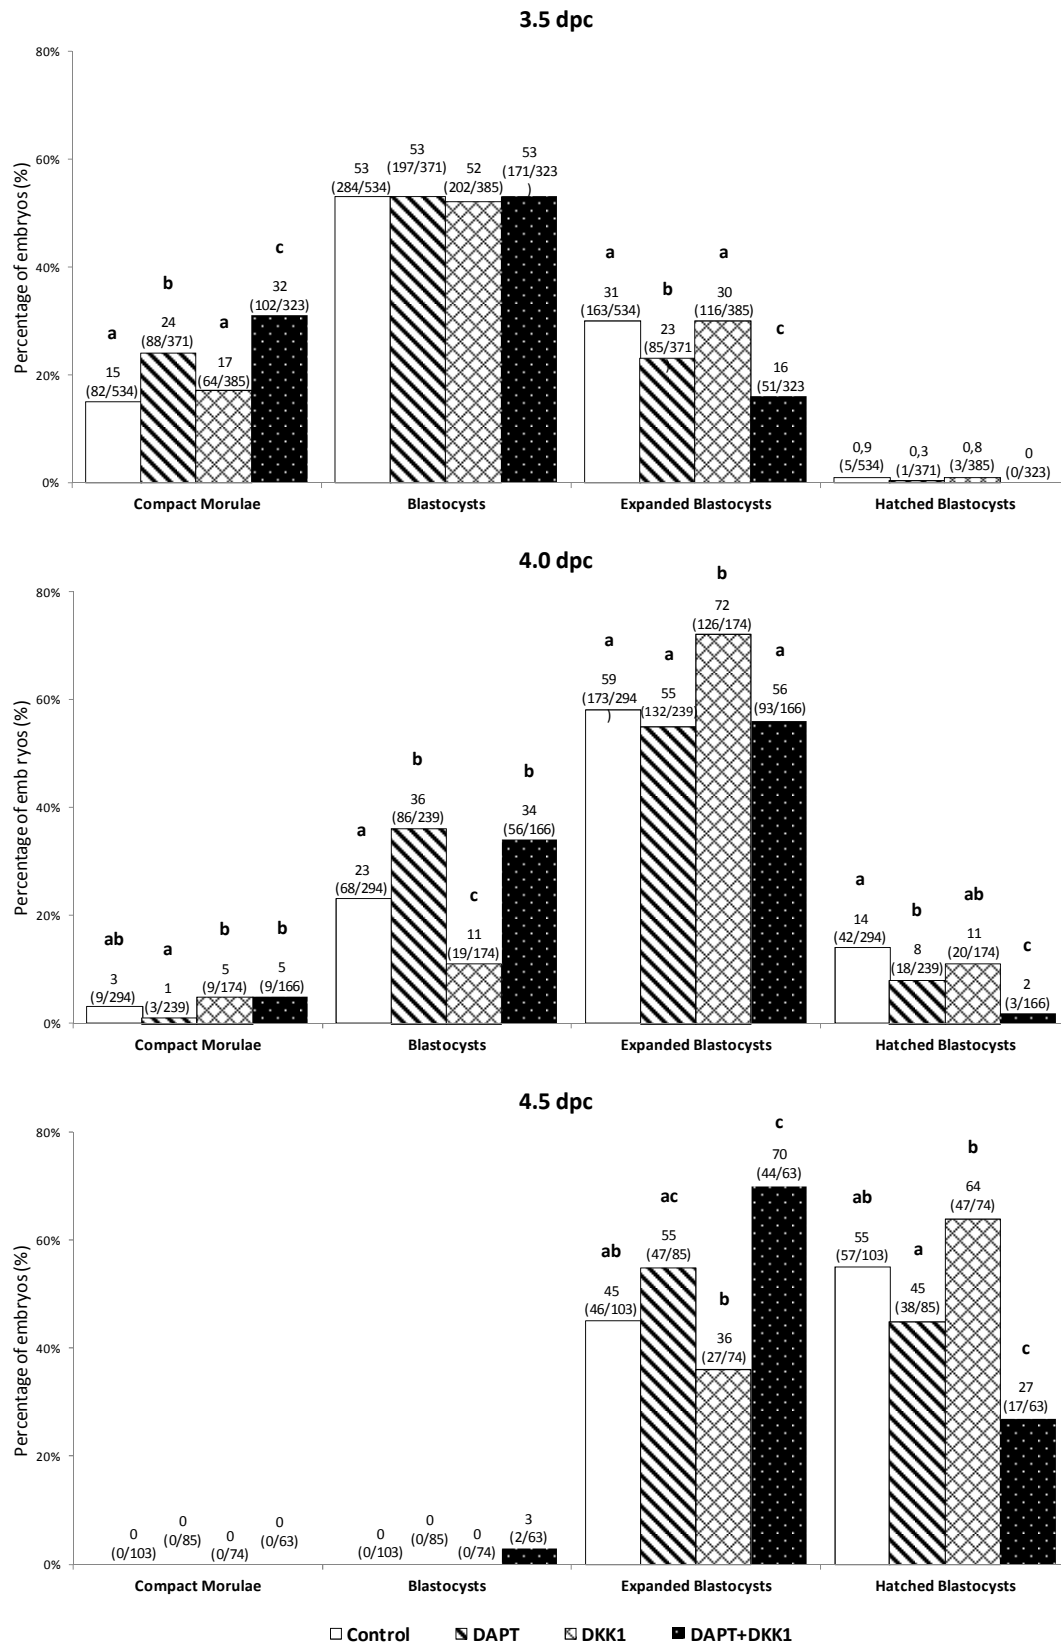 3.5 dpc
Percentage of embryos (%)
80%
60%
40%
20%
0%
a
15
(82/534)
b
24
(88/371)
a
17
(64/385)
c
32
(102/323)
53
(284/534)
53
(197/371)
52
(202/385)
53
(171/323
)
a
31
(163/534)
b
23
(85/371
)
a
30
(116/385)
c
16
(51/323
0,9
(5/534)
0,3
(1/371)
0,8
(3/385)
0
(0/323)
Compact Morulae
Blastocysts
Expanded Blastocysts
Hatched Blastocysts
4.0 dpc
Percentage of emb ryos (%)
80%
60%
40%
20%
0%
ab
3
(9/294)
a
1
(3/239)
b
5
(9/174)
b
5
(9/166)
a
23
(68/294)
b
36
(86/239)
c
11
(19/174)
b
34
(56/166)
a
59
(173/294
)
a
55
(132/239)
b
72
(126/174)
a
56
(93/166)
a
14
(42/294)
b
8
(18/239)
ab
11
(20/174)
c
2
(3/166)
Compact Morulae
Blastocysts
Expanded Blastocysts
Hatched Blastocysts
4.5 dpc
Percentage of embryos (%)
80%
60%
40%
20%
0%
0
(0/103)
0
(0/85)
0
(0/74)
0
(0/63)
0
(0/103)
0
(0/85)
0
(0/74)
3
(2/63)
ab
45
(46/103)
ac
55
(47/85)
b
36
(27/74)
c
70
(44/63)
ab
55
(57/103)
a
45
(38/85)
b
64
(47/74)
c
27
(17/63)
Compact Morulae
Blastocysts
Expanded Blastocysts
Hatched Blastocysts
Control
DAPT
DKK1
DAPT+DKK1